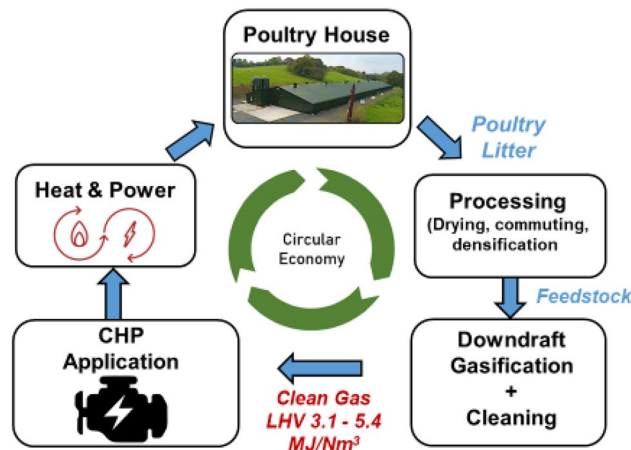 Poultry House
Poultry
Litter
Processing
(Drying, commuting,
densification
Feedstock
Downdraft
Gasification
+
Cleaning
Clean Gas
LHV 3.1 - 5.4
MJ/Nm³
CHP
Application
Heat & Power
Circular
Economy